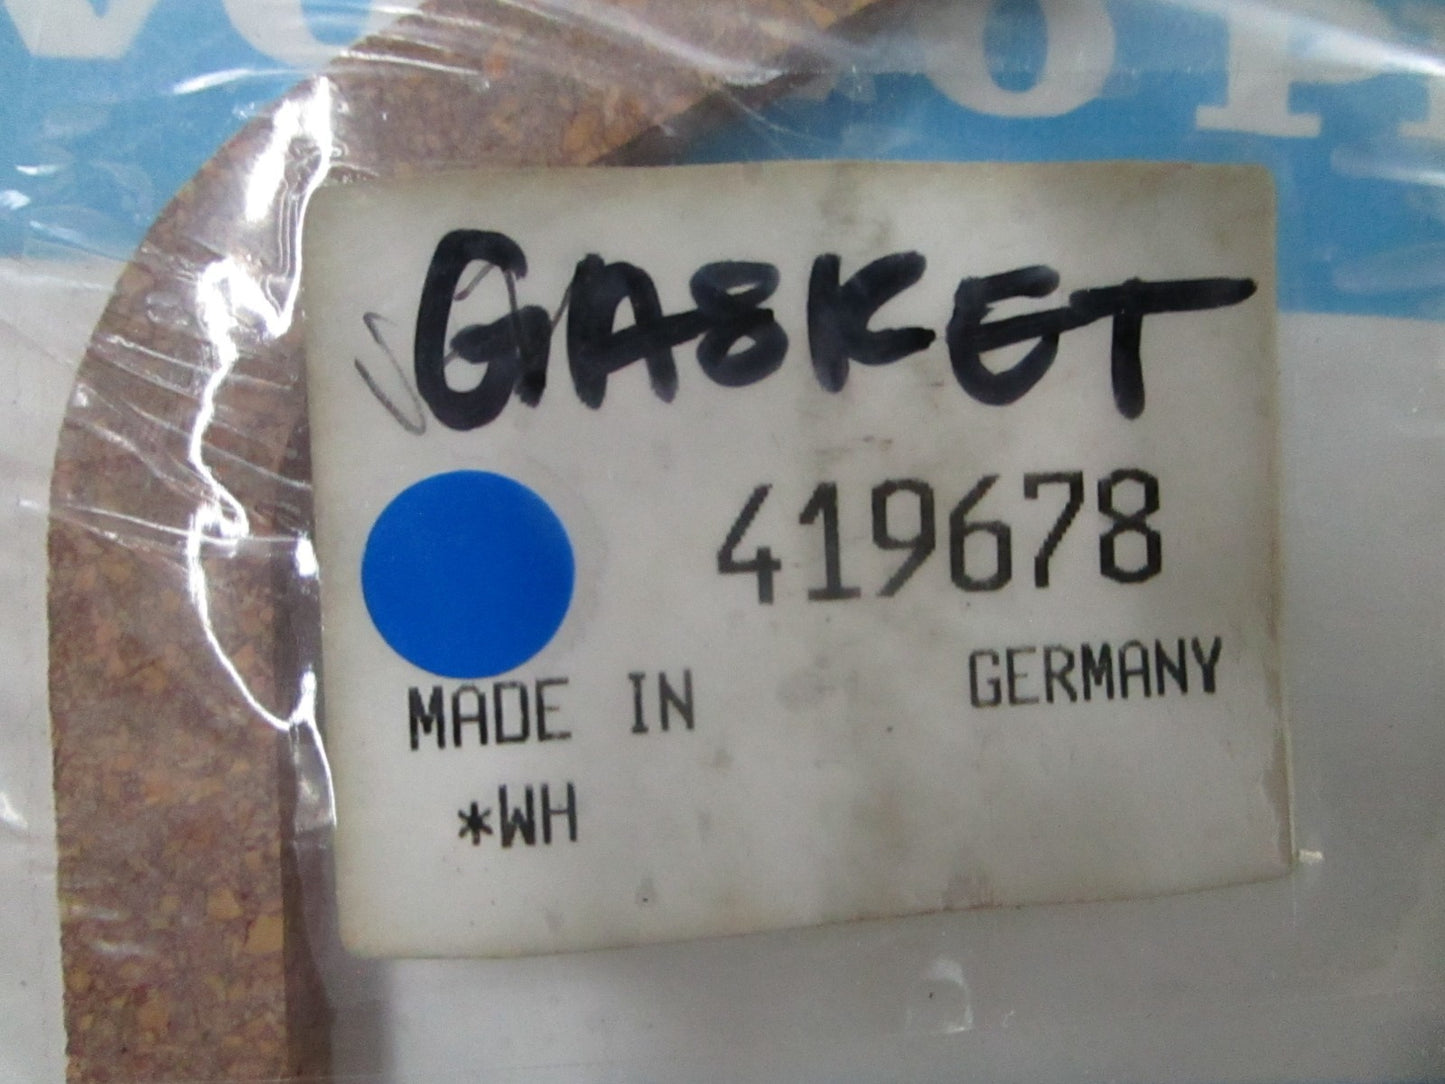 GASKET
419678
MADE IN GERMANY
*WH